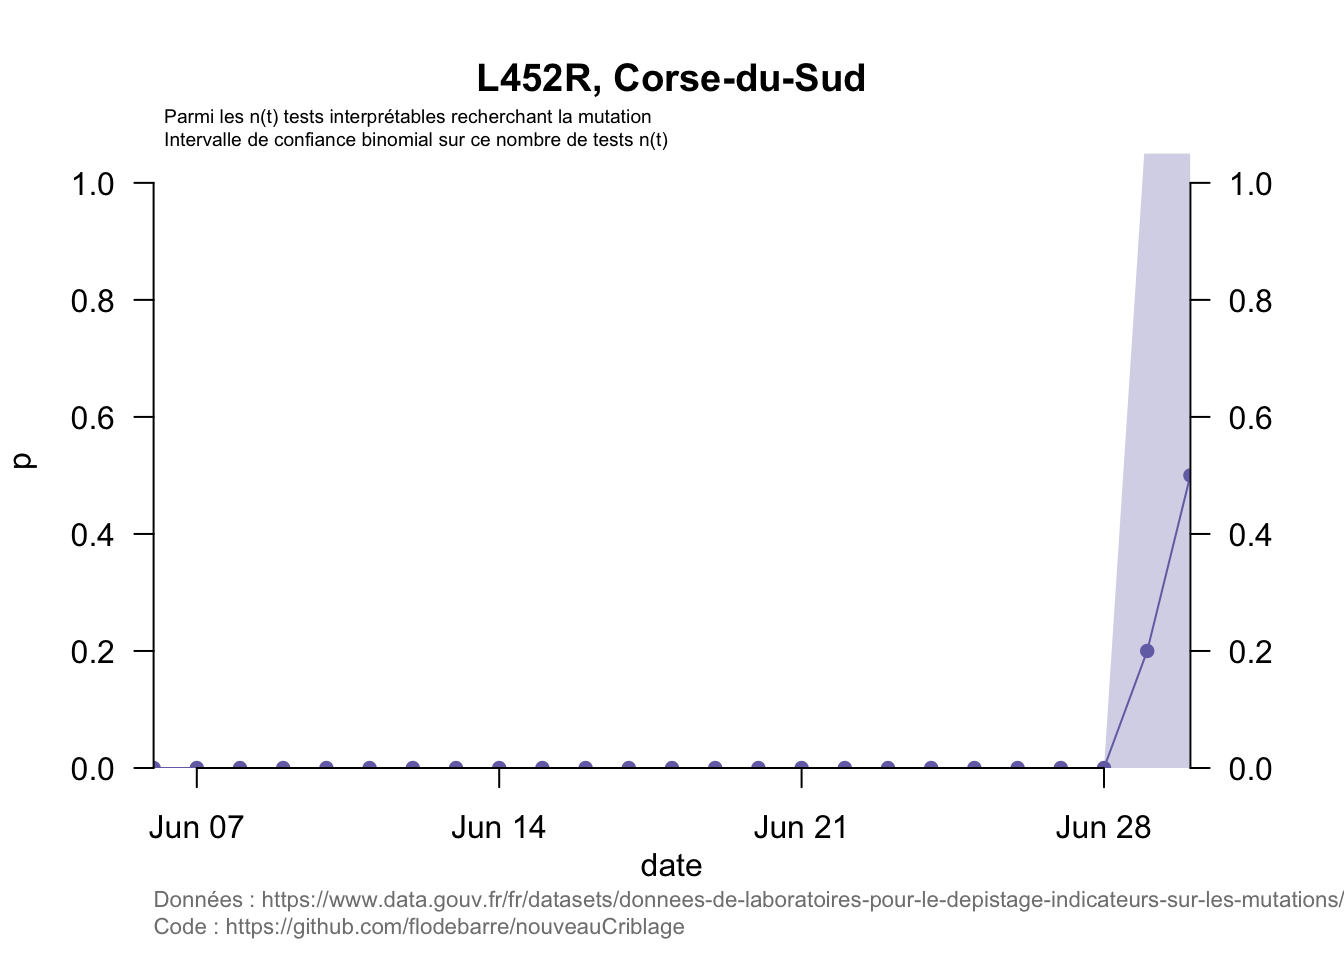 L452R, Corse-du-Sud
Parmi les n(t) tests interprétables recherchant la mutation
Intervalle de confiance binomial sur ce nombre de tests n(t)
1.0 1.0
0.8 0.8
0.6 0.6
p
0.4 0.4
0.2 0.2
0.0 0.0
Jun 07 Jun 14 Jun 21 Jun 28
date
Données : https://www.data.gouv.fr/fr/datasets/donnees-de-laboratoires-pour-le-depistage-indicateurs-sur-les-mutations/
Code : https://github.com/flodebarre/nouveauCriblage